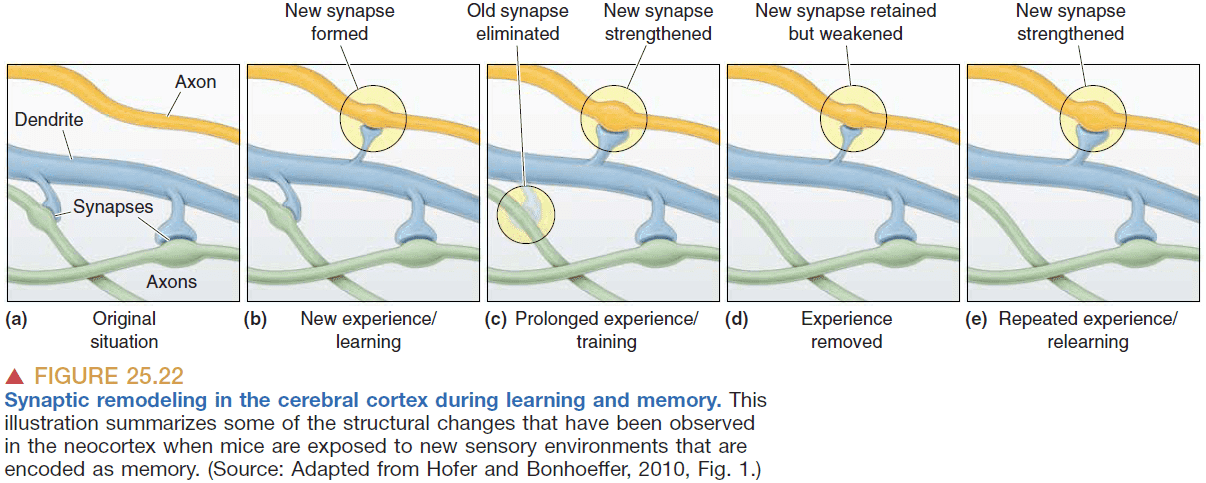 New synapse
formed
Old synapse
eliminated
New synapse
strengthened
New synapse retained
but weakened
New synapse
strengthened
Axon
Dendrite
Synapses
Axons
(a) Original
situation
(b) New experience/
learning
(c) Prolonged experience/
training
(d) Experience
removed
(e) Repeated experience/
relearning
▲ FIGURE 25.22
Synaptic remodeling in the cerebral cortex during learning and memory. This
illustration summarizes some of the structural changes that have been observed
in the neocortex when mice are exposed to new sensory environments that are
encoded as memory. (Source: Adapted from Hofer and Bonhoeffer, 2010, Fig. 1.)